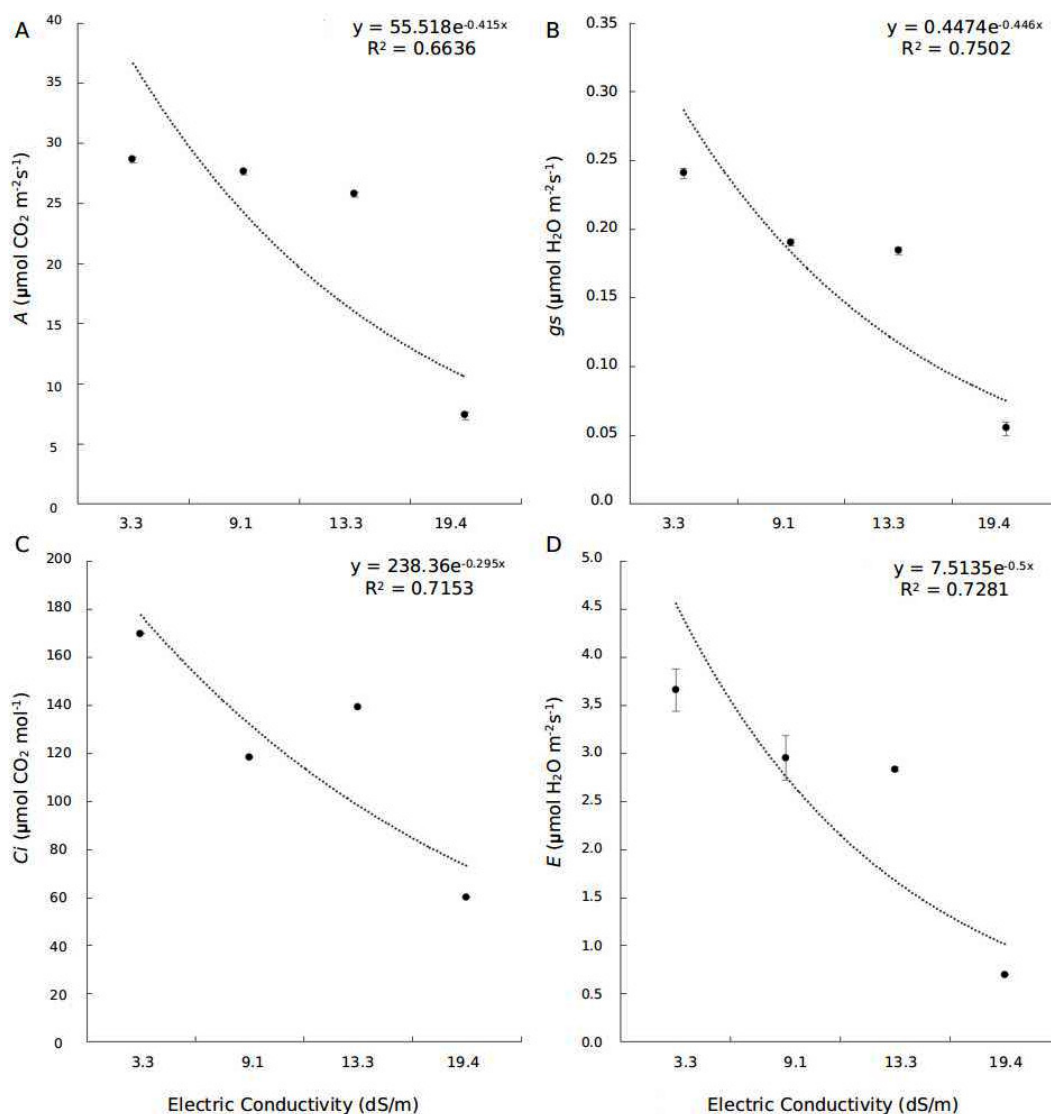 A
y = 55.518e^-0.415x
R² = 0.6636
40
35
30
25
20
15
10
5
0
A (µmol CO₂ m⁻²s⁻¹)
3.3 9.1 13.3 19.4
B
y = 0.4474e^-0.446x
R² = 0.7502
0.35
0.30
0.25
0.20
0.15
0.10
0.05
0.0
gs (µmol H₂O m⁻²s⁻¹)
3.3 9.1 13.3 19.4
C
y = 238.36e^-0.295x
R² = 0.7153
200
180
160
140
120
100
80
60
40
20
0
Ci (µmol CO₂ mol⁻¹)
3.3 9.1 13.3 19.4
Electric Conductivity (dS/m)
D
y = 7.5135e^-0.5x
R² = 0.7281
5.0
4.5
4.0
3.5
3.0
2.5
2.0
1.5
1.0
0.5
0.0
E (µmol H₂O m⁻²s⁻¹)
3.3 9.1 13.3 19.4
Electric Conductivity (dS/m)